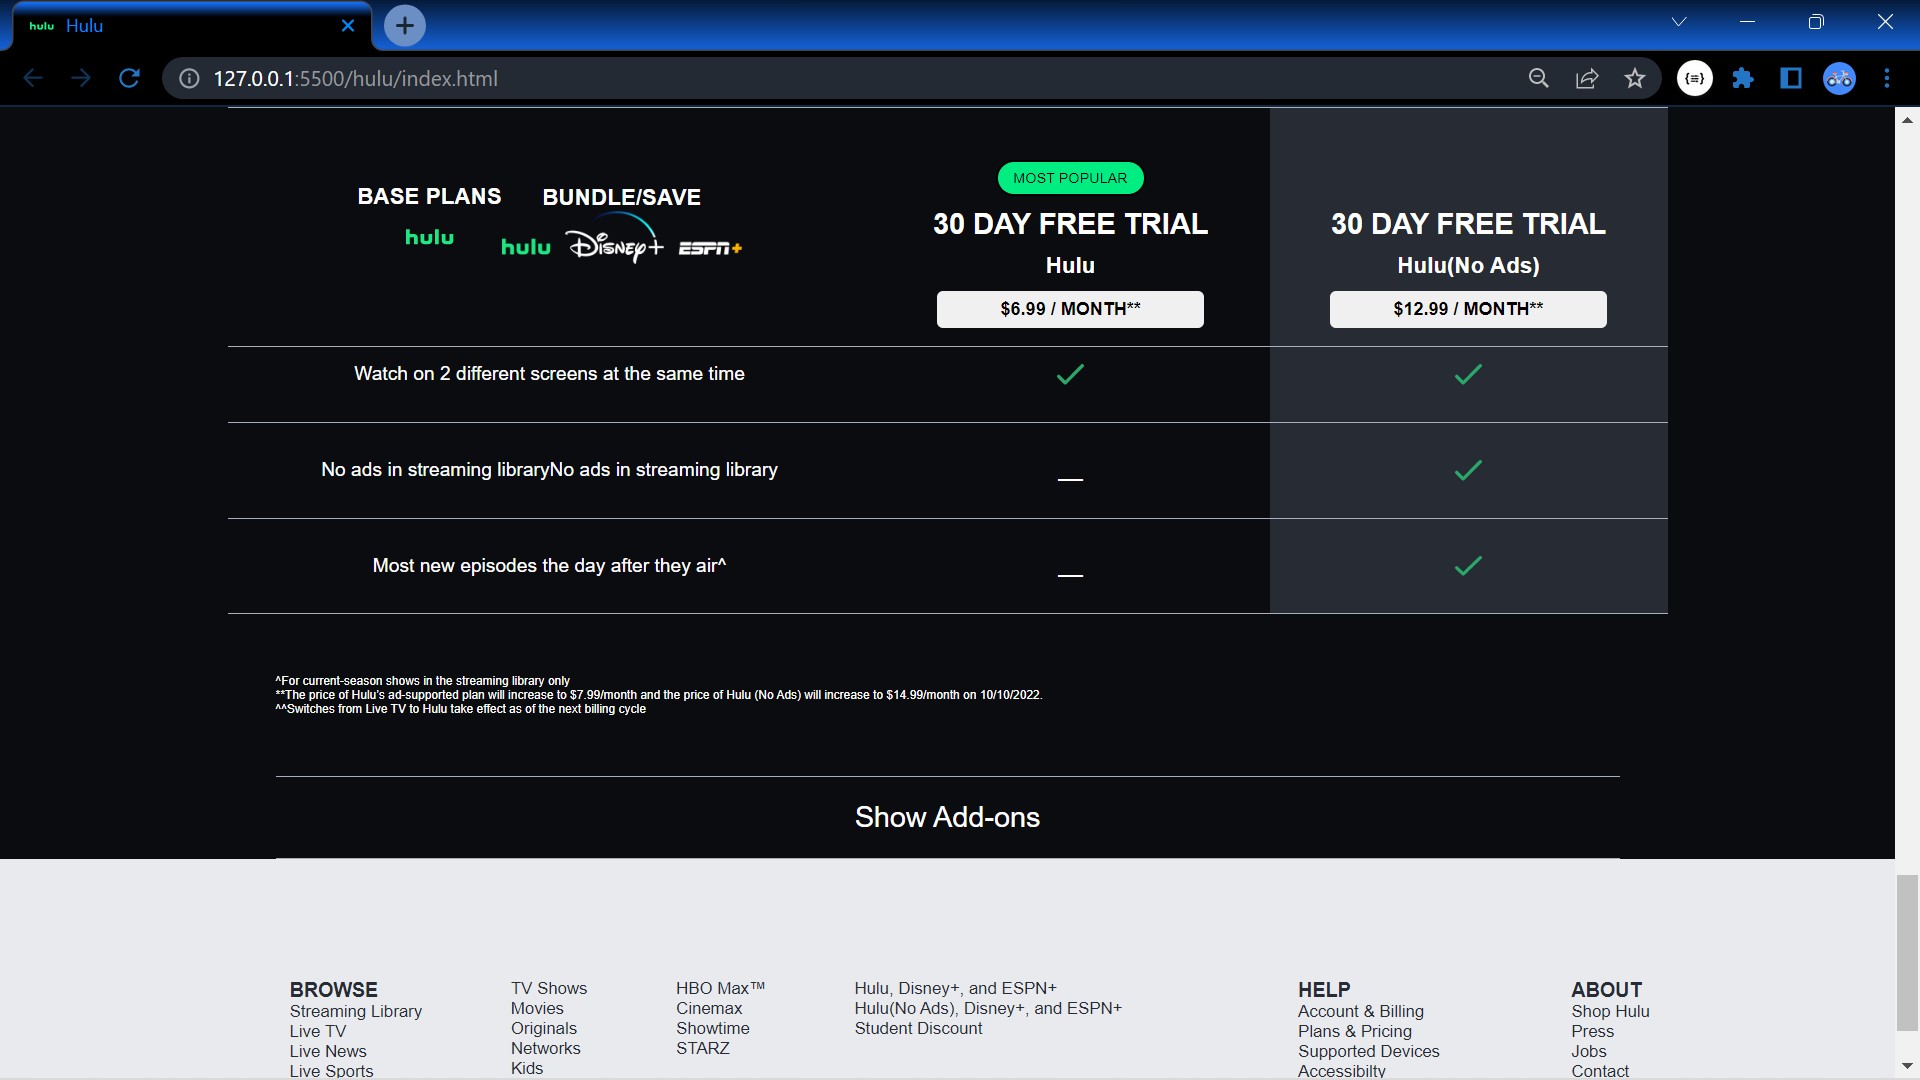 hulu Hulu
127.0.0.1:5500/hulu/index.html
BASE PLANS
hulu
BUNDLE/SAVE
hulu Disney+ ESPN+
MOST POPULAR
30 DAY FREE TRIAL
Hulu
$6.99 / MONTH**
30 DAY FREE TRIAL
Hulu(No Ads)
$12.99 / MONTH**
Watch on 2 different screens at the same time
No ads in streaming libraryNo ads in streaming library
Most new episodes the day after they air^
^For current-season shows in the streaming library only
**The price of Hulu's ad-supported plan will increase to $7.99/month and the price of Hulu (No Ads) will increase to $14.99/month on 10/10/2022.
^^Switches from Live TV to Hulu take effect as of the next billing cycle
Show Add-ons
BROWSE
Streaming Library
Live TV
Live News
Live Sports
TV Shows
Movies
Originals
Networks
Kids
HBO Max™
Cinemax
Showtime
STARZ
Hulu, Disney+, and ESPN+
Hulu(No Ads), Disney+, and ESPN+
Student Discount
HELP
Account & Billing
Plans & Pricing
Supported Devices
Accessibilty
ABOUT
Shop Hulu
Press
Jobs
Contact